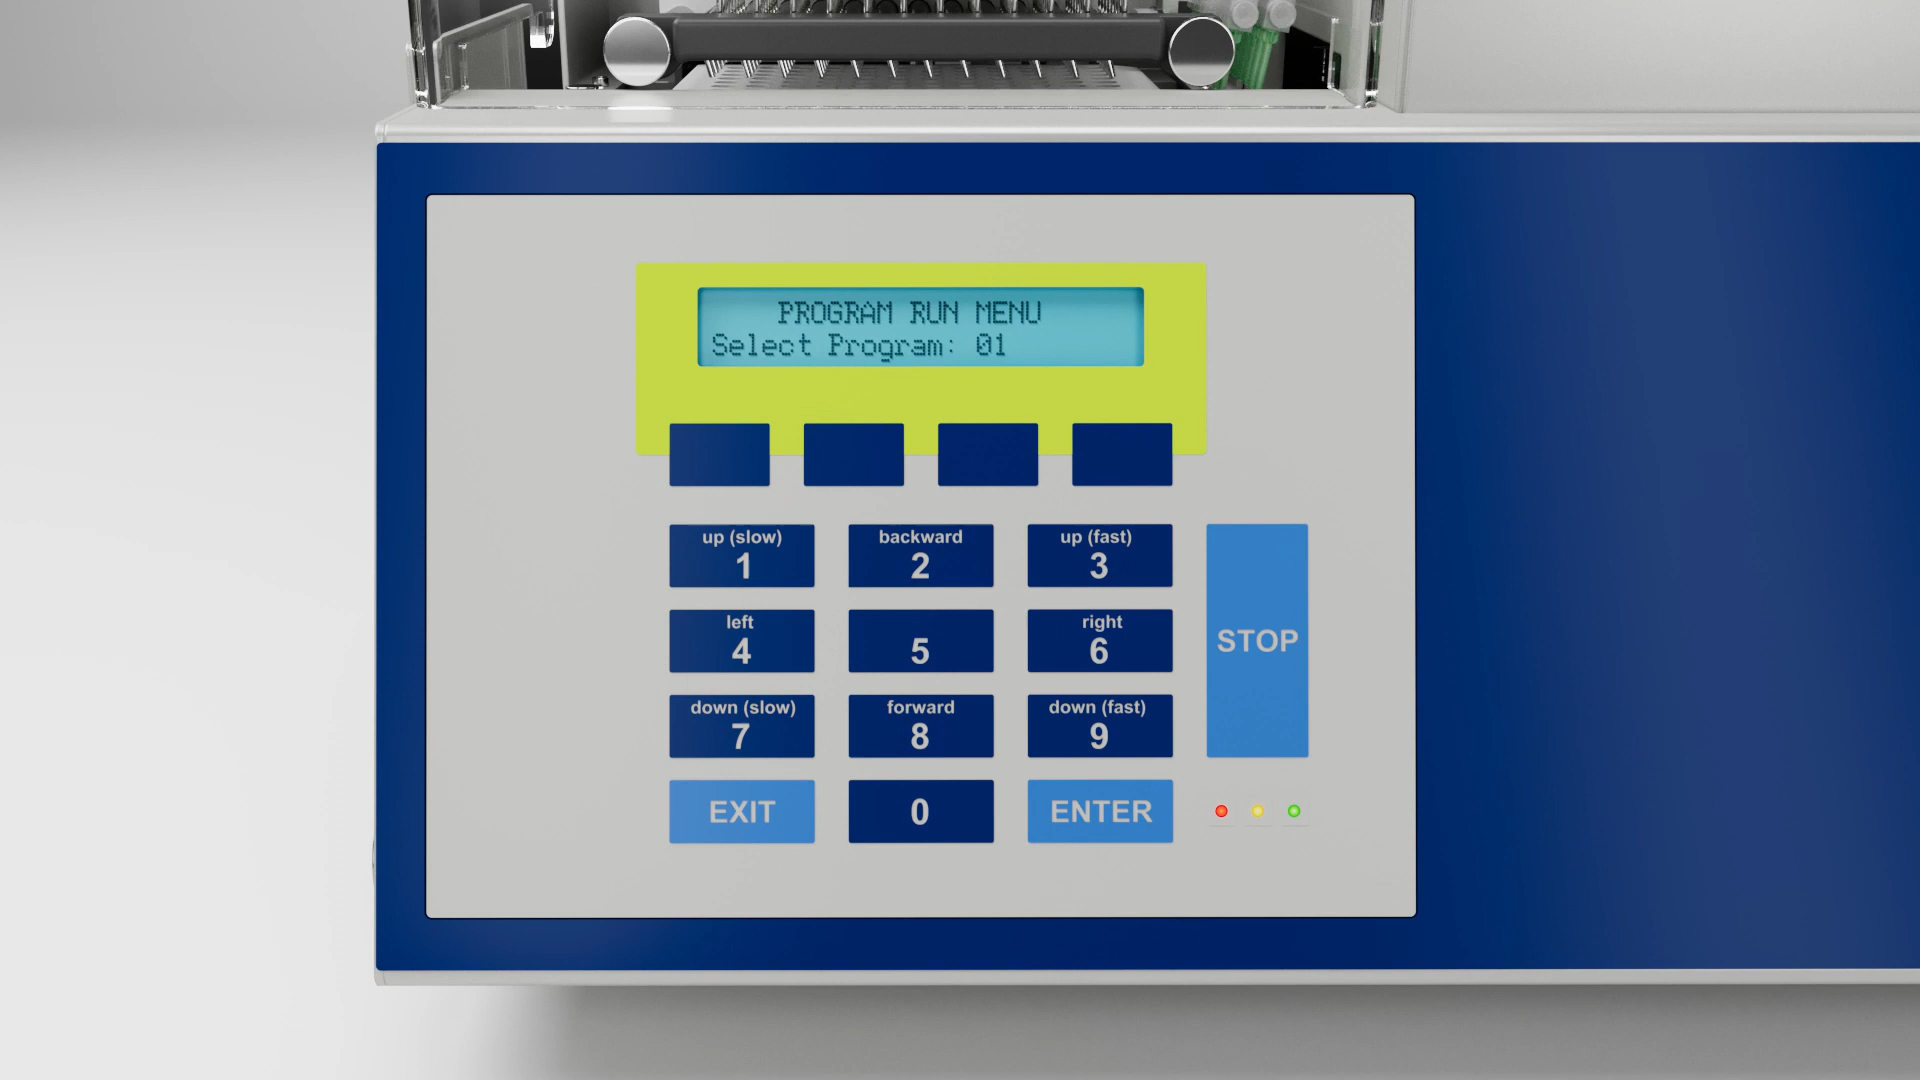 PROGRAM RUN MENU
Select Program: 01
up (slow)
1
backward
2
up (fast)
3
left
4
5
right
6
STOP
down (slow)
7
forward
8
down (fast)
9
EXIT
0
ENTER